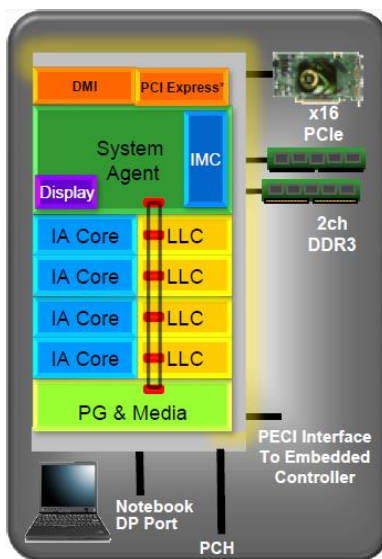 DMI
PCI Express*
x16
PCIe
System
Agent
IMC
Display
2ch
DDR3
IA Core
LLC
IA Core
LLC
IA Core
LLC
IA Core
LLC
PG & Media
PECI Interface
To Embedded
Controller
Notebook
DP Port
PCH